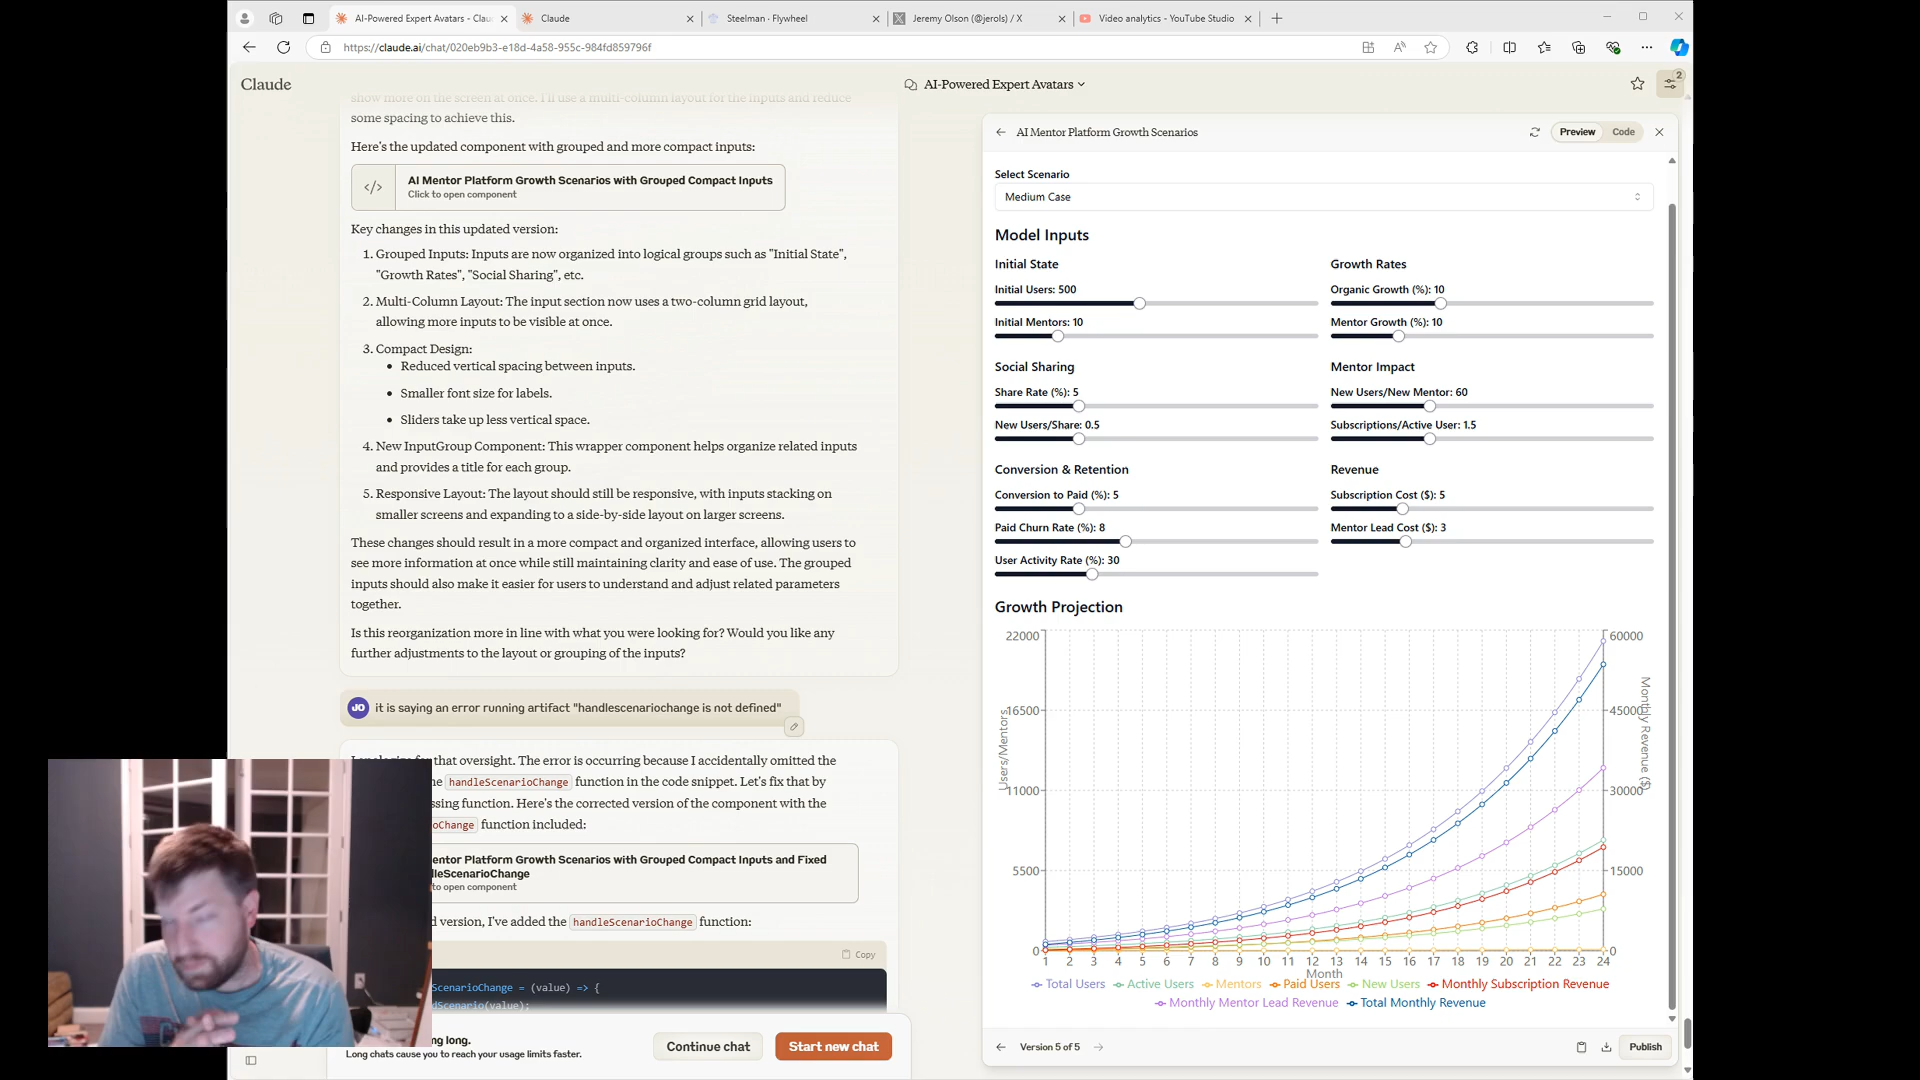 AI-Powered Expert Avatars - Clau
Claude
Steelman · Flywheel
Jeremy Olson (@jerols) / X
Video analytics - YouTube Studio
https://claude.ai/chat/020eb9b3-e18d-4a58-955c-984fd859796f
Claude
AI-Powered Expert Avatars
2
show more on the screen at once. I'll use a multi-column layout for the inputs and reduce
some spacing to achieve this.
Here's the updated component with grouped and more compact inputs:
AI Mentor Platform Growth Scenarios with Grouped Compact Inputs
Click to open component
Key changes in this updated version:
1. Grouped Inputs: Inputs are now organized into logical groups such as "Initial State",
"Growth Rates", "Social Sharing", etc.
2. Multi-Column Layout: The input section now uses a two-column grid layout,
allowing more inputs to be visible at once.
3. Compact Design:
• Reduced vertical spacing between inputs.
• Smaller font size for labels.
• Sliders take up less vertical space.
4. New InputGroup Component: This wrapper component helps organize related inputs
and provides a title for each group.
5. Responsive Layout: The layout should still be responsive, with inputs stacking on
smaller screens and expanding to a side-by-side layout on larger screens.
These changes should result in a more compact and organized interface, allowing users to
see more information at once while still maintaining clarity and ease of use. The grouped
inputs should also make it easier for users to understand and adjust related parameters
together.
Is this reorganization more in line with what you were looking for? Would you like any
further adjustments to the layout or grouping of the inputs?
JO it is saying an error running artifact "handlescenariochange is not defined"
for that oversight. The error is occurring because I accidentally omitted the
handleScenarioChange function in the code snippet. Let's fix that by
function. Here's the corrected version of the component with the
function included:
Platform Growth Scenarios with Grouped Compact Inputs and Fixed
to open component
version, I've added the handleScenarioChange function:
Copy
= (value) => {
(value);
long.
Long chats cause you to reach your usage limits faster.
Continue chat
Start new chat
AI Mentor Platform Growth Scenarios
Preview
Code
Select Scenario
Medium Case
Model Inputs
Initial State
Initial Users: 500
Initial Mentors: 10
Growth Rates
Organic Growth (%): 10
Mentor Growth (%): 10
Social Sharing
Share Rate (%): 5
New Users/Share: 0.5
Mentor Impact
New Users/New Mentor: 60
Subscriptions/Active User: 1.5
Conversion & Retention
Conversion to Paid (%): 5
Paid Churn Rate (%): 8
User Activity Rate (%): 30
Revenue
Subscription Cost ($): 5
Mentor Lead Cost ($): 3
Growth Projection
22000
16500
11000
5500
0
Users/Mentors
60000
45000
30000
15000
0
Monthly Revenue ($)
1 2 3 4 5 6 7 8 9 10 11 12 13 14 15 16 17 18 19 20 21 22 23 24
Month
Total Users Active Users Mentors Paid Users New Users Monthly Subscription Revenue
Monthly Mentor Lead Revenue Total Monthly Revenue
Version 5 of 5
Publish